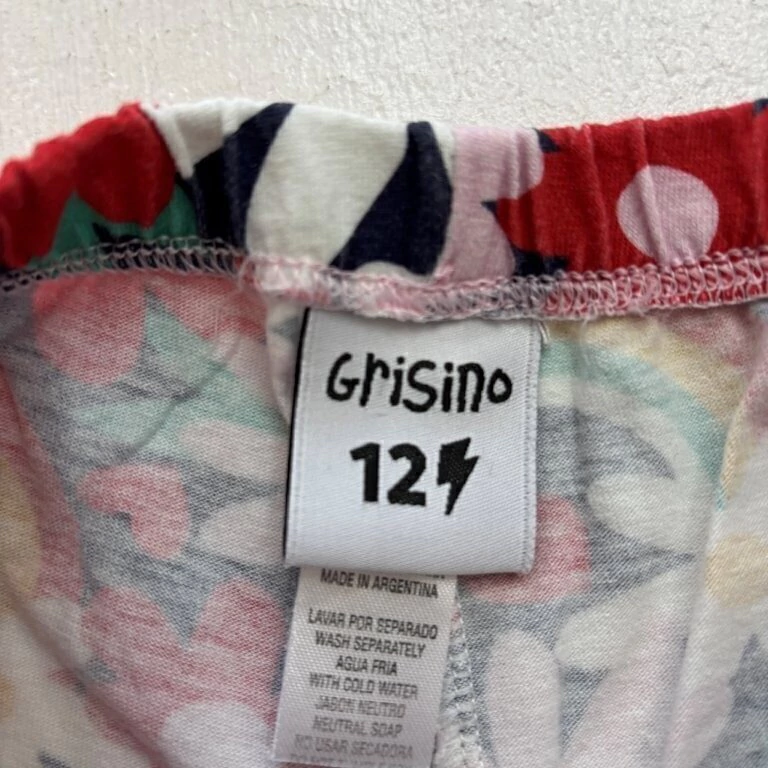 Grisino
12
MADE IN ARGENTINA
LAVAR POR SEPARADO
WASH SEPARATELY
AGUA FRIA
WITH COLD WATER
JABON NEUTRO
NEUTRAL SOAP
NO USAR SECADORA